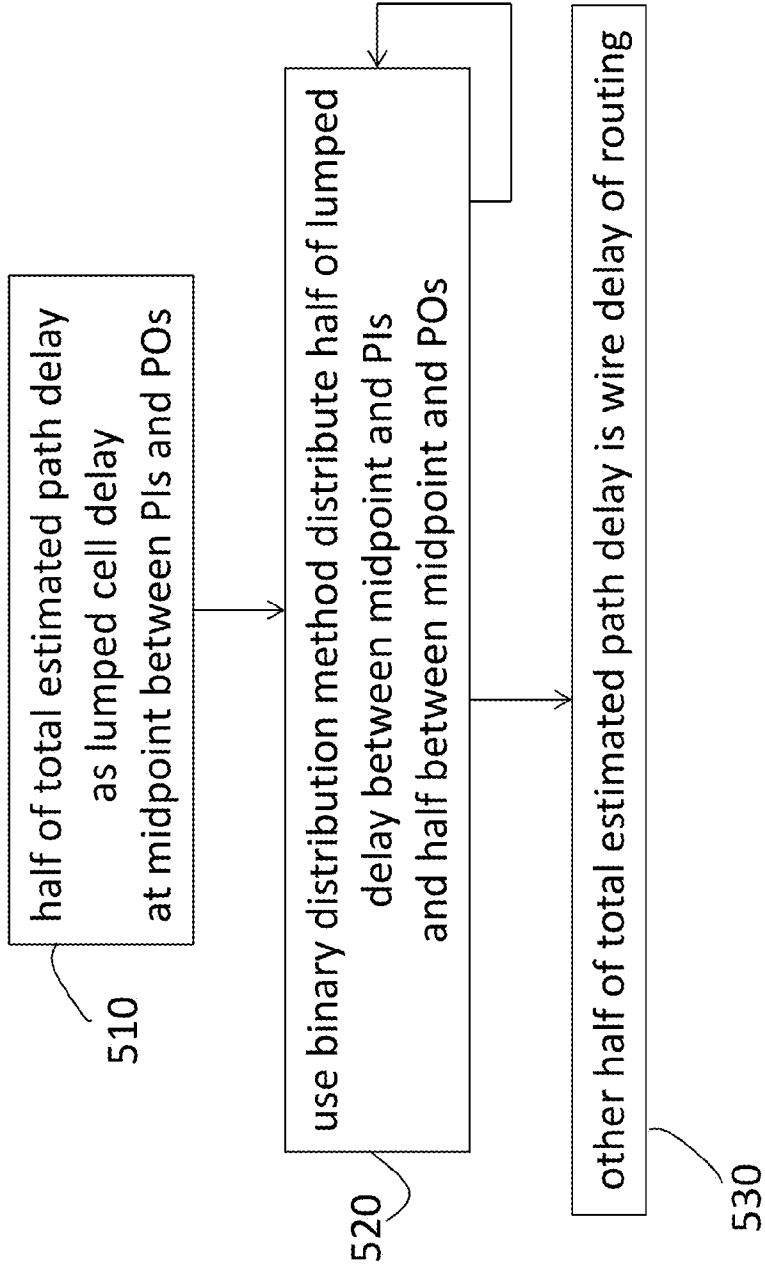 half of total estimated path delay
as lumped cell delay
at midpoint between PIs and POs
510
use binary distribution method distribute half of lumped
delay between midpoint and PIs
and half between midpoint and POs
520
other half of total estimated path delay is wire delay of routing
530